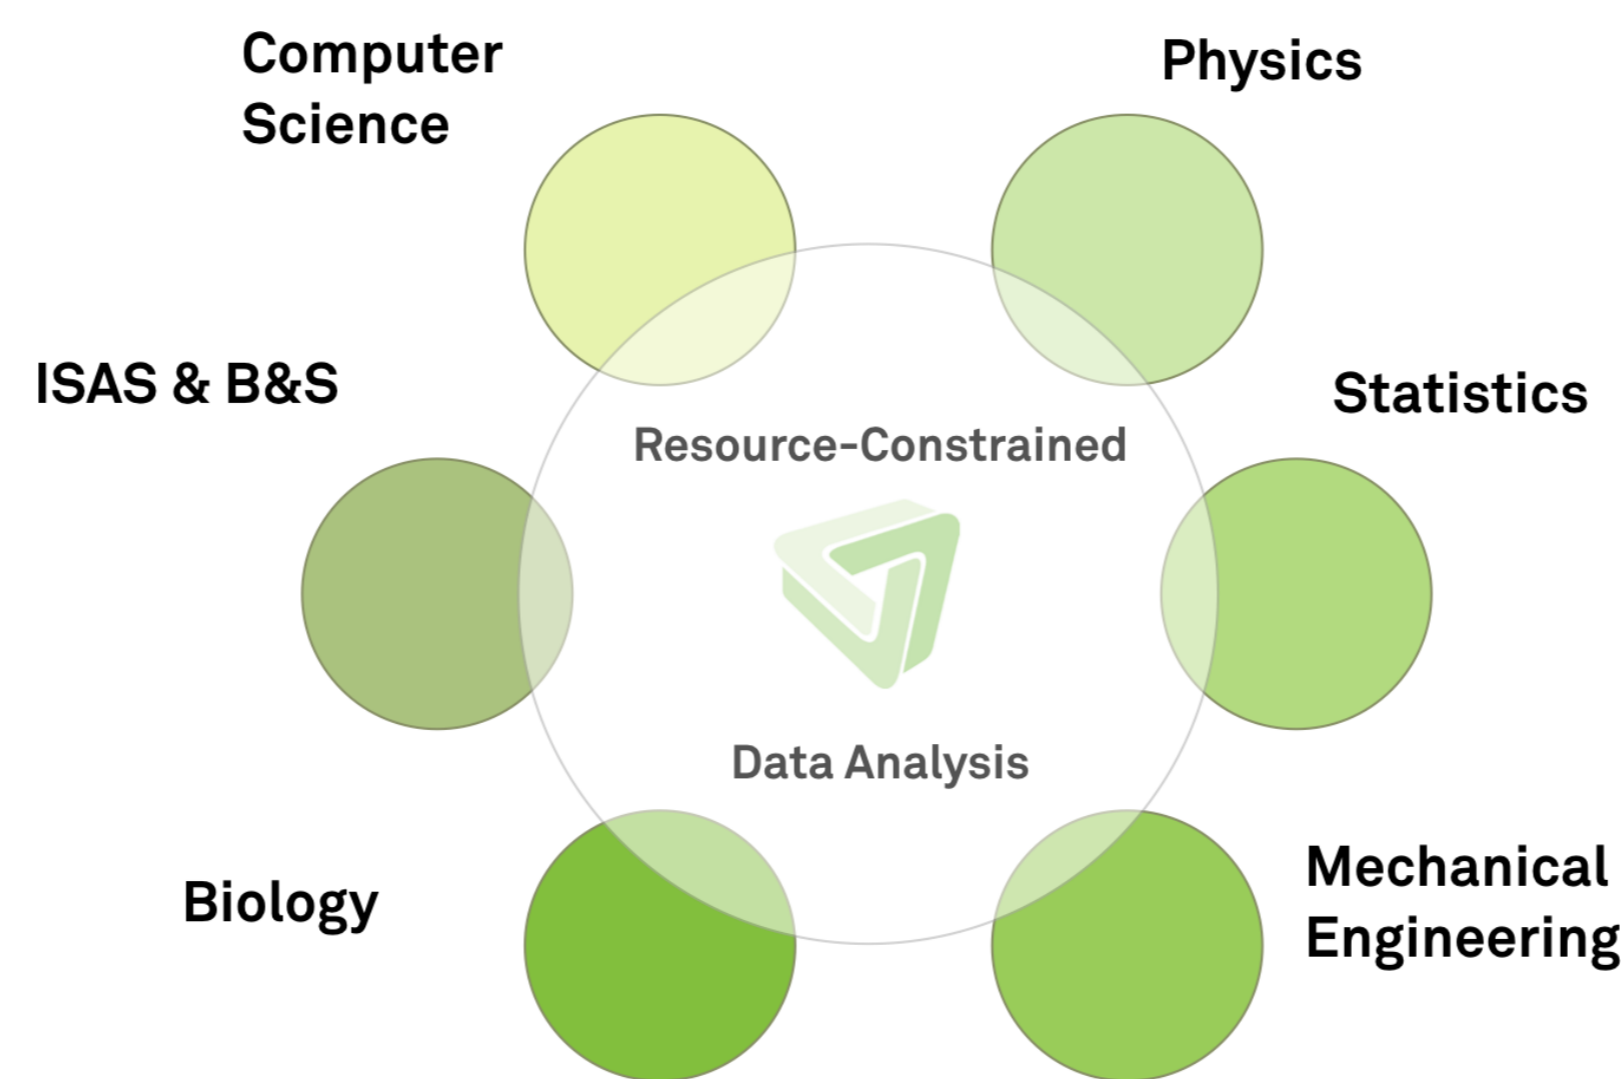 Computer
Science
Physics
ISAS & B&S
Statistics
Resource-Constrained
Data Analysis
Biology
Mechanical
Engineering